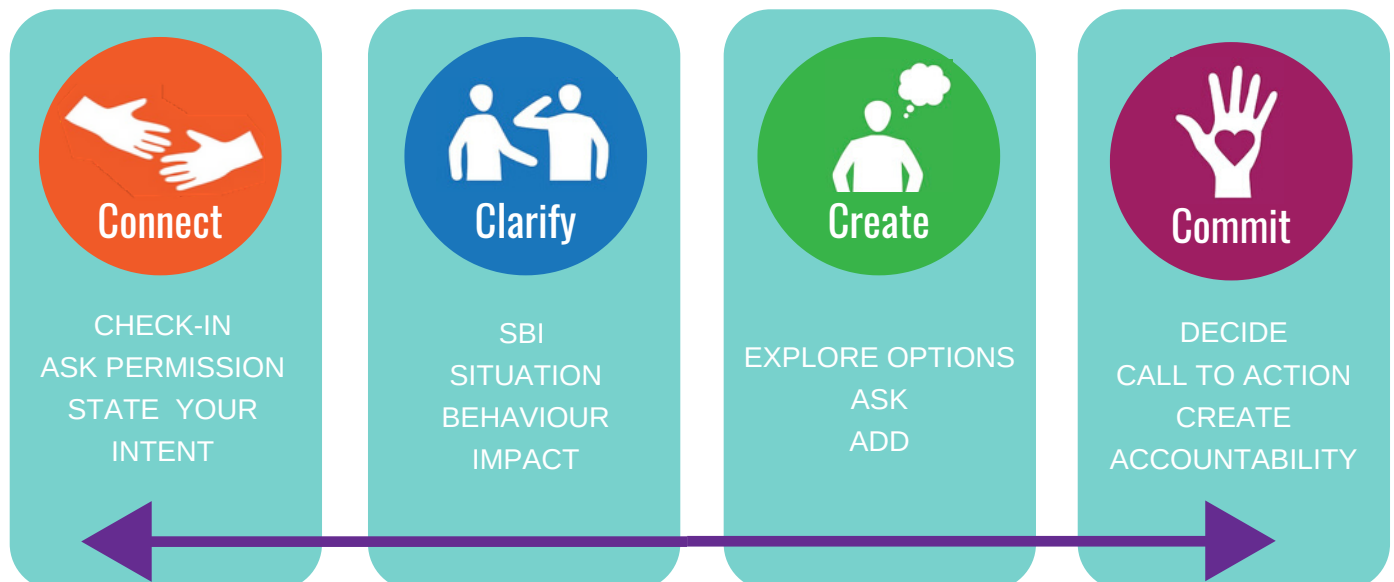 Connect
CHECK-IN
ASK PERMISSION
STATE YOUR
INTENT
Clarify
SBI
SITUATION
BEHAVIOUR
IMPACT
Create
EXPLORE OPTIONS
ASK
ADD
Commit
DECIDE
CALL TO ACTION
CREATE
ACCOUNTABILITY